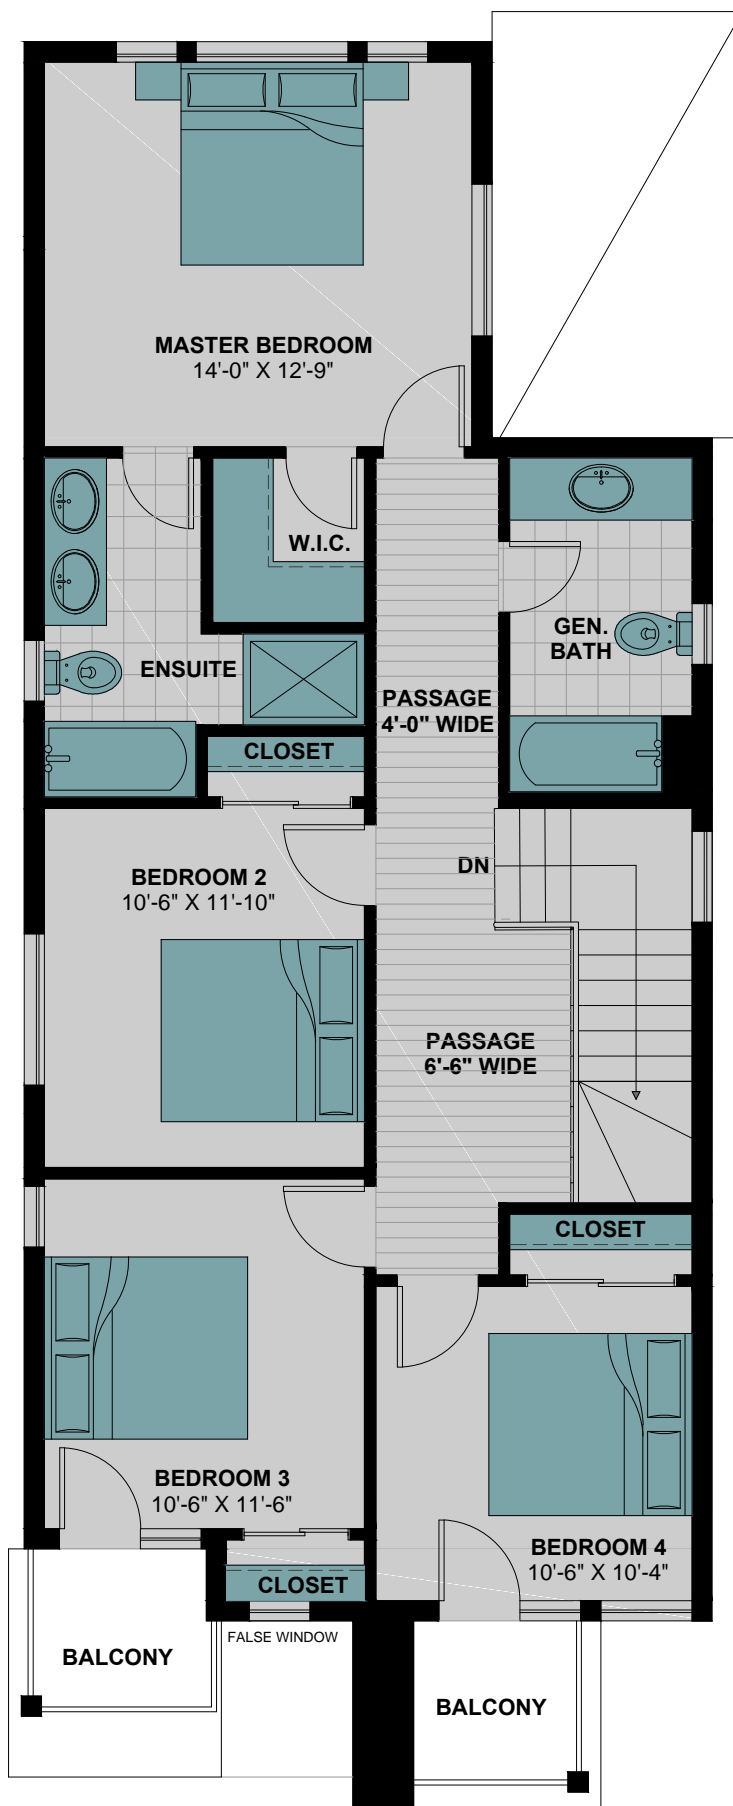 MASTER BEDROOM
14'-0" X 12'-9"
W.I.C.
GEN.
BATH
ENSUITE
PASSAGE
4'-0" WIDE
CLOSET
DN
BEDROOM 2
10'-6" X 11'-10"
PASSAGE
6'-6" WIDE
CLOSET
BEDROOM 3
10'-6" X 11'-6"
BEDROOM 4
10'-6" X 10'-4"
CLOSET
FALSE WINDOW
BALCONY
BALCONY